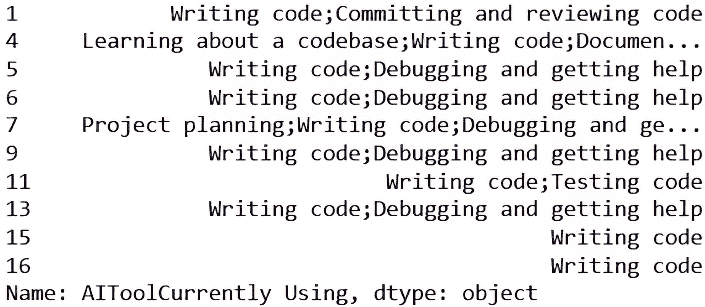 1 Writing code;Committing and reviewing code
4 Learning about a codebase;Writing code;Documen...
5 Writing code;Debugging and getting help
6 Writing code;Debugging and getting help
7 Project planning;Writing code;Debugging and ge...
9 Writing code;Debugging and getting help
11 Writing code;Testing code
13 Writing code;Debugging and getting help
15 Writing code
16 Writing code
Name: AIToolCurrently Using, dtype: object